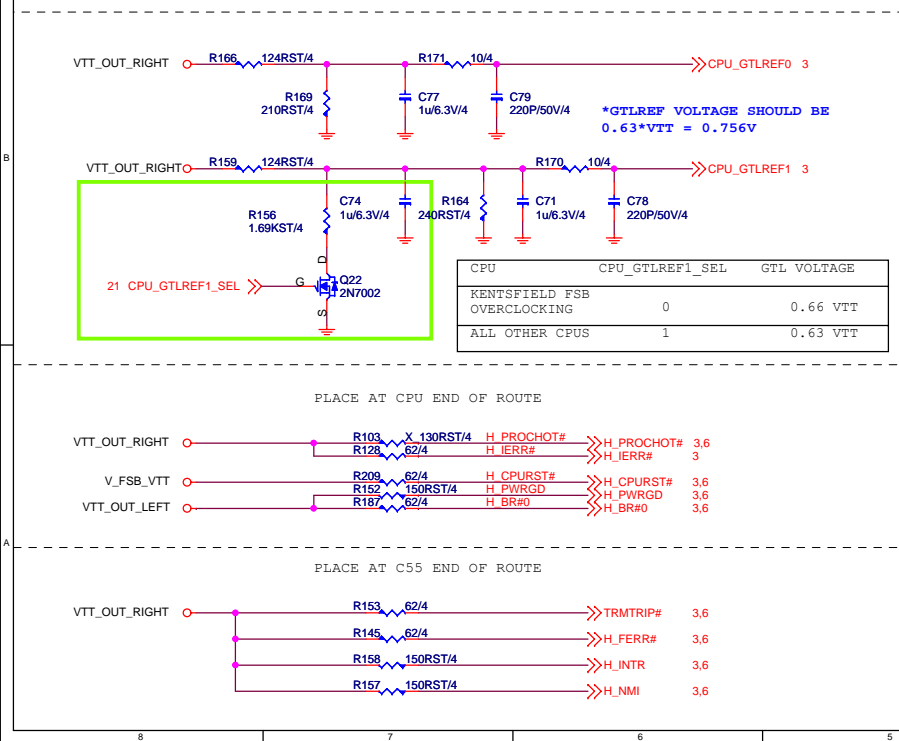 VTT_OUT_RIGHT R166 124RST/4 R171 10/4 CPU_GTLREF0 3
R169 210RST/4
C77 1u/6.3V/4
C79 220P/50V/4
*GTLREF VOLTAGE SHOULD BE
0.63*VTT = 0.756V
B
VTT_OUT_RIGHT R159 124RST/4 R170 10/4 CPU_GTLREF1 3
R156 1.69KST/4
C74 1u/6.3V/4
R164 240RST/4
C71 1u/6.3V/4
C78 220P/50V/4
D
21 CPU_GTLREF1_SEL G Q22
2N7002
S
CPU CPU_GTLREF1_SEL GTL VOLTAGE
KENTSFIELD FSB
OVERCLOCKING 0 0.66 VTT
ALL OTHER CPUS 1 0.63 VTT
PLACE AT CPU END OF ROUTE
VTT_OUT_RIGHT R103 X_130RST/4 H_PROCHOT# H_PROCHOT# 3,6
R128 62/4 H_IERR# H_IERR# 3
V_FSB_VTT R209 62/4 H_CPURST# H_CPURST# 3,6
R152 150RST/4 H_PWRGD H_PWRGD 3,6
VTT_OUT_LEFT R187 62/4 H_BR#0 H_BR#0 3,6
A
PLACE AT C55 END OF ROUTE
VTT_OUT_RIGHT R153 62/4 TRMTRIP# 3,6
R145 62/4 H_FERR# 3,6
R158 150RST/4 H_INTR 3,6
R157 150RST/4 H_NMI 3,6
8 7 6 5